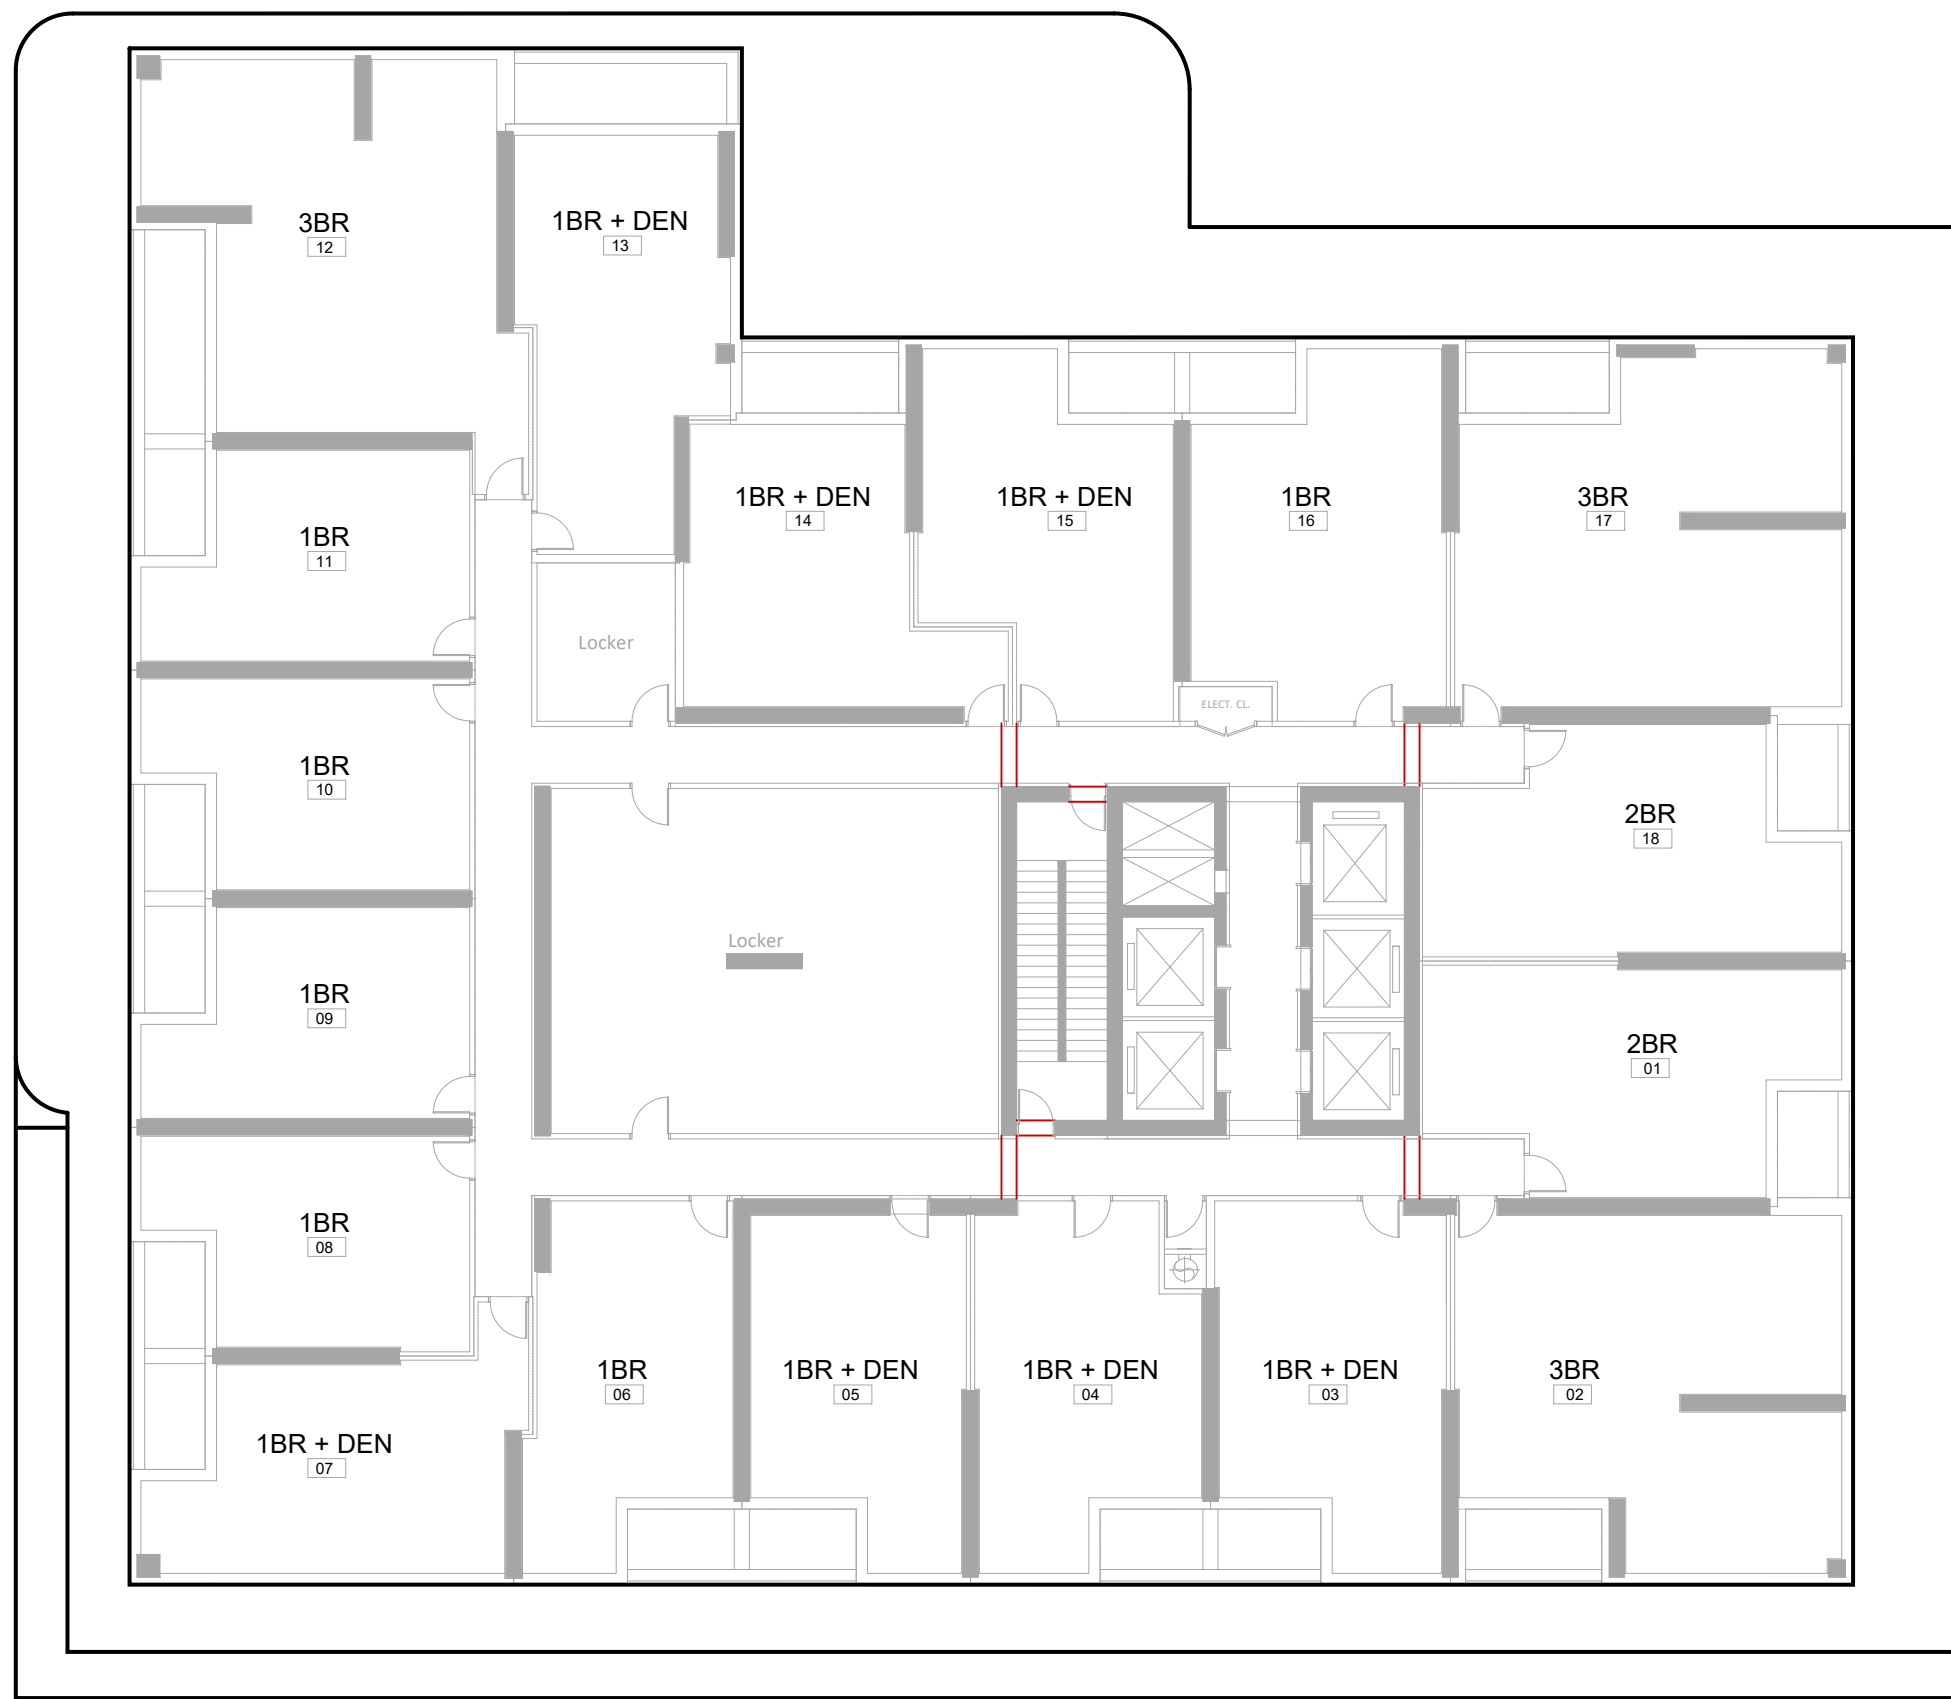 3BR
12
1BR + DEN
13
1BR + DEN
14
1BR + DEN
15
1BR
16
3BR
17
1BR
11
Locker
ELECT. CL.
1BR
10
2BR
18
Locker
1BR
09
2BR
01
1BR
08
1BR + DEN
07
1BR
06
1BR + DEN
05
1BR + DEN
04
1BR + DEN
03
3BR
02